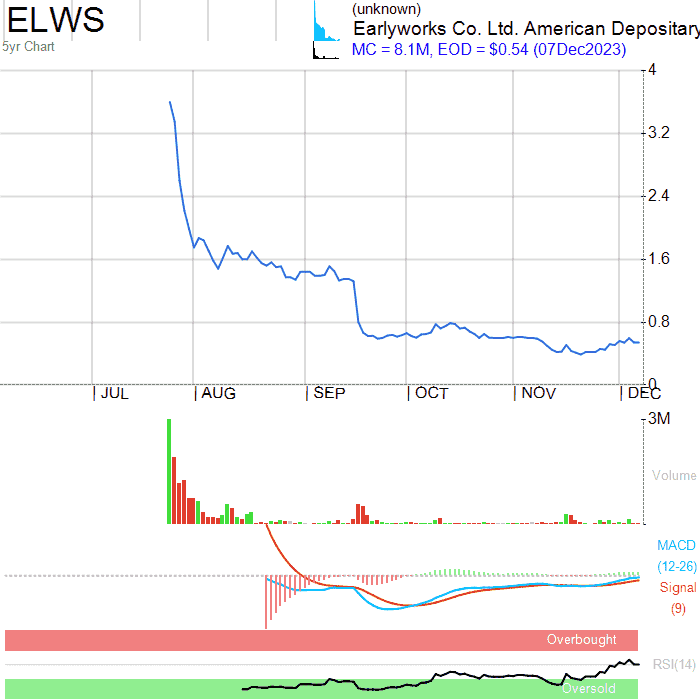 ELWS
(unknown)
Earlyworks Co. Ltd. American Depositary
5yr Chart
MC = 8.1M, EOD = $0.54 (07Dec2023)
4
3.2
2.4
1.6
0.8
0
JUL AUG SEP OCT NOV DEC
3M
Volume
MACD
(12-26)
Signal
(9)
Overbought
RSI(14)
Oversold